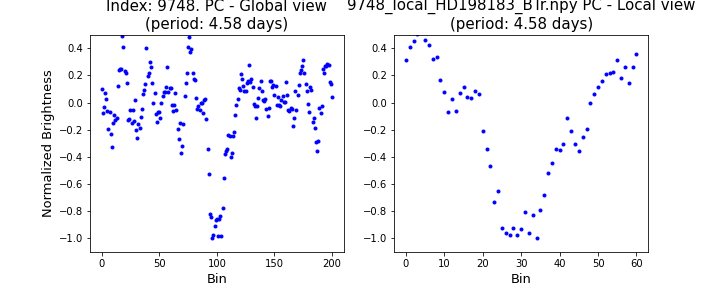 Index: 9748. PC - Global view
(period: 4.58 days)
9748_local_HD198183_BTr.npy PC - Local view
(period: 4.58 days)
Normalized Brightness
0.4
0.2
0.0
−0.2
−0.4
−0.6
−0.8
−1.0
0 50 100 150 200
Bin
0.4
0.2
0.0
−0.2
−0.4
−0.6
−0.8
−1.0
0 10 20 30 40 50 60
Bin